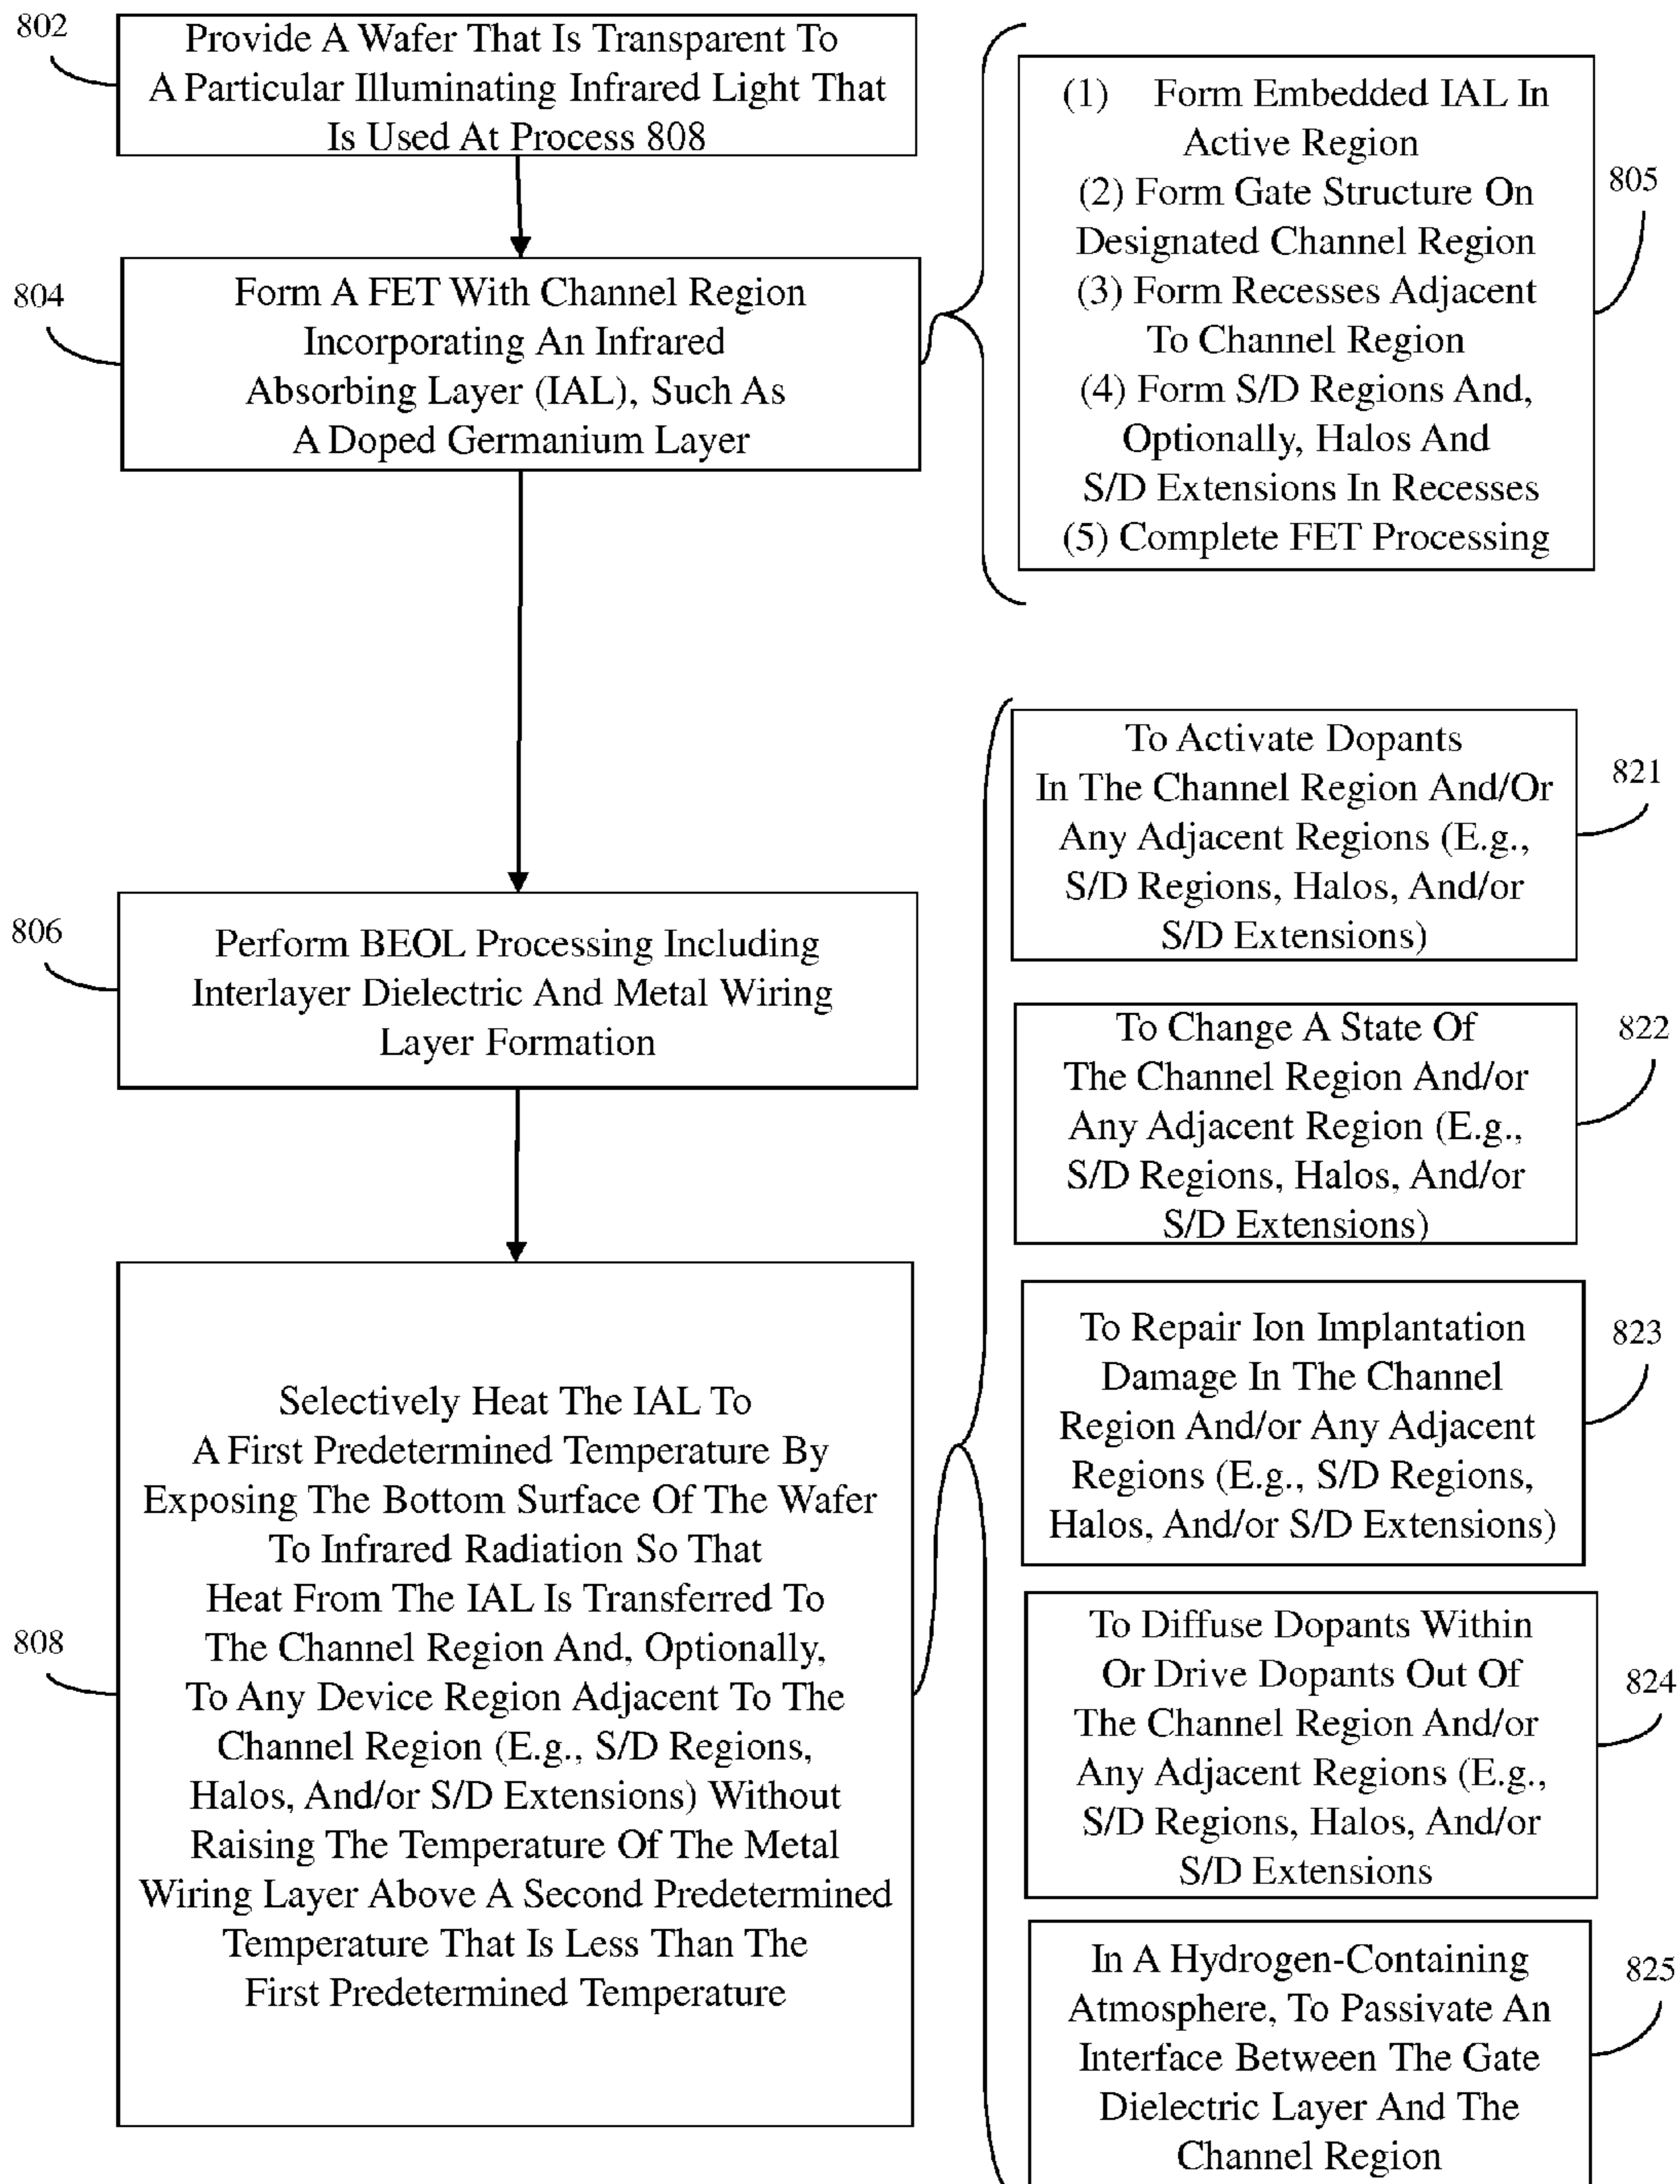 802
Provide A Wafer That Is Transparent To
A Particular Illuminating Infrared Light That
Is Used At Process 808
804
Form A FET With Channel Region
Incorporating An Infrared
Absorbing Layer (IAL), Such As
A Doped Germanium Layer
(1) Form Embedded IAL In
Active Region
(2) Form Gate Structure On
Designated Channel Region
(3) Form Recesses Adjacent
To Channel Region
(4) Form S/D Regions And,
Optionally, Halos And
S/D Extensions In Recesses
(5) Complete FET Processing
805
806
Perform BEOL Processing Including
Interlayer Dielectric And Metal Wiring
Layer Formation
808
Selectively Heat The IAL To
A First Predetermined Temperature By
Exposing The Bottom Surface Of The Wafer
To Infrared Radiation So That
Heat From The IAL Is Transferred To
The Channel Region And, Optionally,
To Any Device Region Adjacent To The
Channel Region (E.g., S/D Regions,
Halos, And/or S/D Extensions) Without
Raising The Temperature Of The Metal
Wiring Layer Above A Second Predetermined
Temperature That Is Less Than The
First Predetermined Temperature
To Activate Dopants
In The Channel Region And/Or
Any Adjacent Regions (E.g.,
S/D Regions, Halos, And/or
S/D Extensions)
821
To Change A State Of
The Channel Region And/or
Any Adjacent Region (E.g.,
S/D Regions, Halos, And/or
S/D Extensions)
822
To Repair Ion Implantation
Damage In The Channel
Region And/or Any Adjacent
Regions (E.g., S/D Regions,
Halos, And/or S/D Extensions)
823
To Diffuse Dopants Within
Or Drive Dopants Out Of
The Channel Region And/or
Any Adjacent Regions (E.g.,
S/D Regions, Halos, And/or
S/D Extensions
824
In A Hydrogen-Containing
Atmosphere, To Passivate An
Interface Between The Gate
Dielectric Layer And The
Channel Region
825